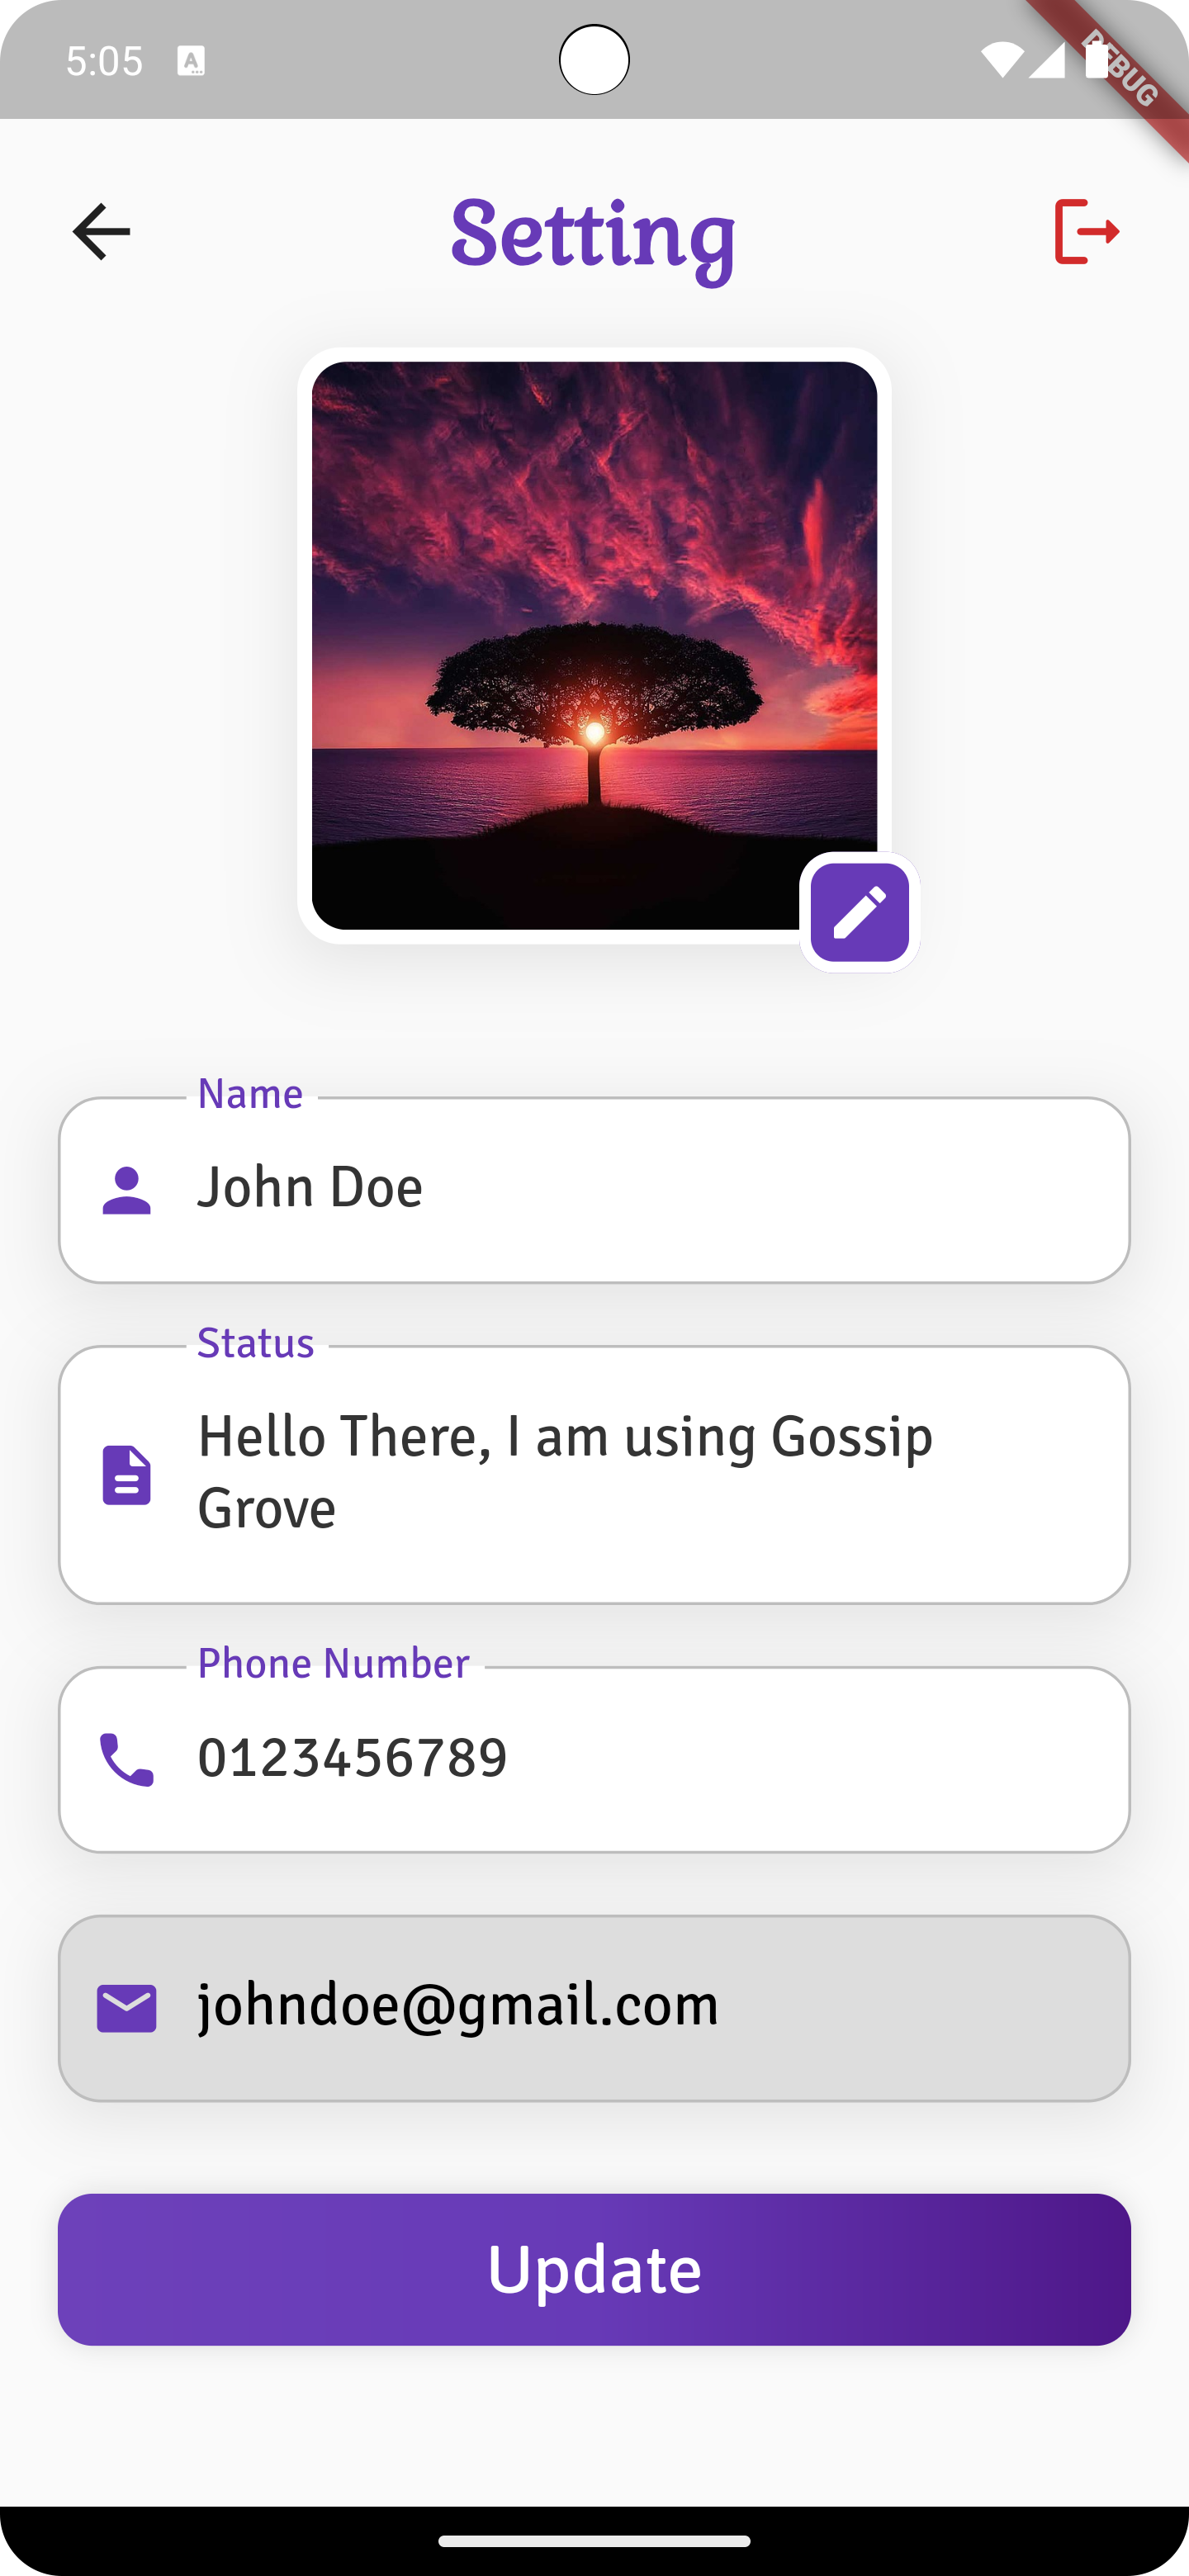 5:05
A
DEBUG
Setting
Name
John Doe
Status
Hello There, I am using Gossip
Grove
Phone Number
0123456789
johndoe@gmail.com
Update